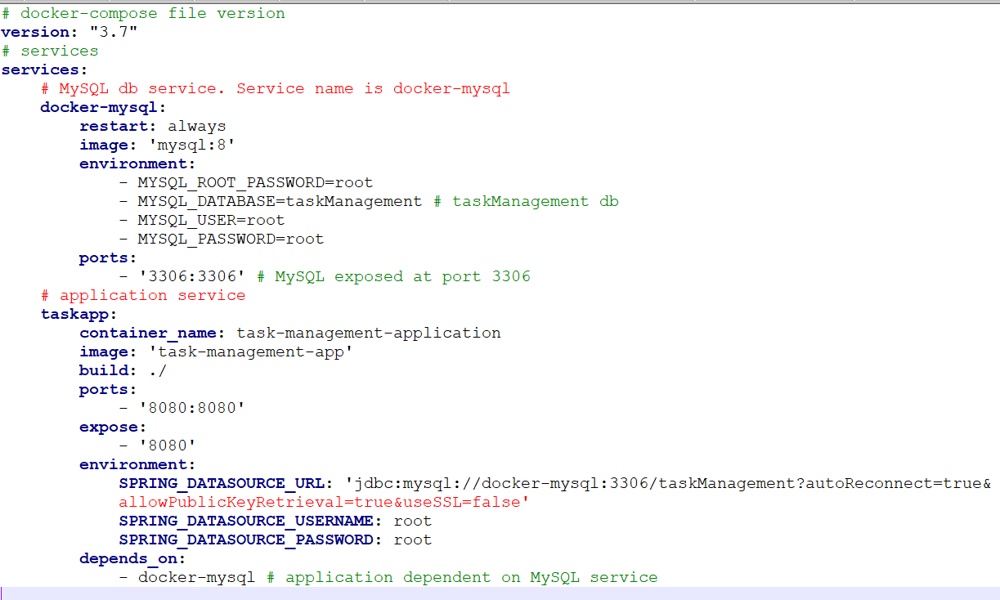 # docker-compose file version
version: "3.7"
# services
services:
    # MySQL db service. Service name is docker-mysql
    docker-mysql:
        restart: always
        image: 'mysql:8'
        environment:
            - MYSQL_ROOT_PASSWORD=root
            - MYSQL_DATABASE=taskManagement # taskManagement db
            - MYSQL_USER=root
            - MYSQL_PASSWORD=root
        ports:
            - '3306:3306' # MySQL exposed at port 3306
    # application service
    taskapp:
        container_name: task-management-application
        image: 'task-management-app'
        build: ./
        ports:
            - '8080:8080'
        expose:
            - '8080'
        environment:
            SPRING_DATASOURCE_URL: 'jdbc:mysql://docker-mysql:3306/taskManagement?autoReconnect=true&
            allowPublicKeyRetrieval=true&useSSL=false'
            SPRING_DATASOURCE_USERNAME: root
            SPRING_DATASOURCE_PASSWORD: root
        depends_on:
            - docker-mysql # application dependent on MySQL service